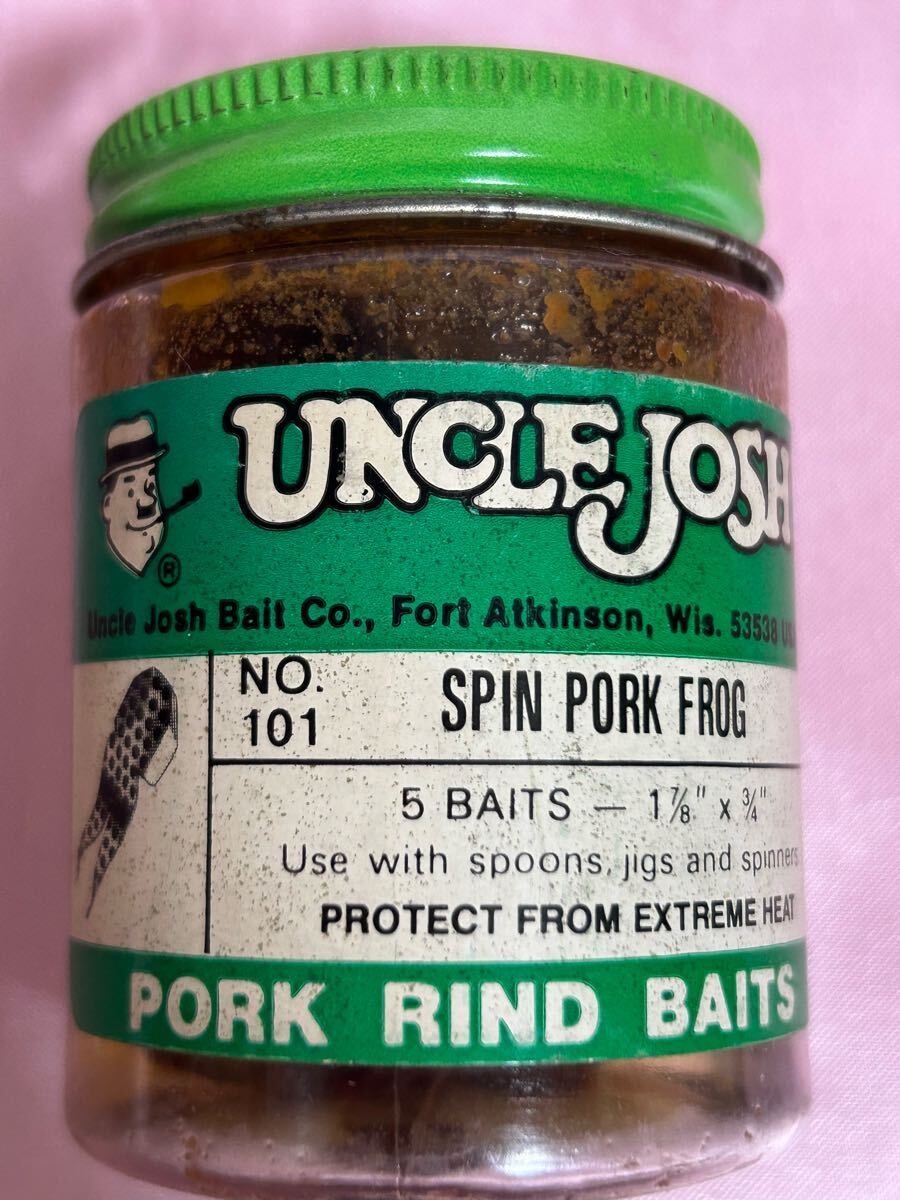 UNCLE JOSH
®
Uncle Josh Bait Co., Fort Atkinson, Wis. 53538
NO. 101
SPIN PORK FROG
5 BAITS — 1⅞" x ¾"
Use with spoons, jigs and spinners
PROTECT FROM EXTREME HEAT
PORK RIND BAITS